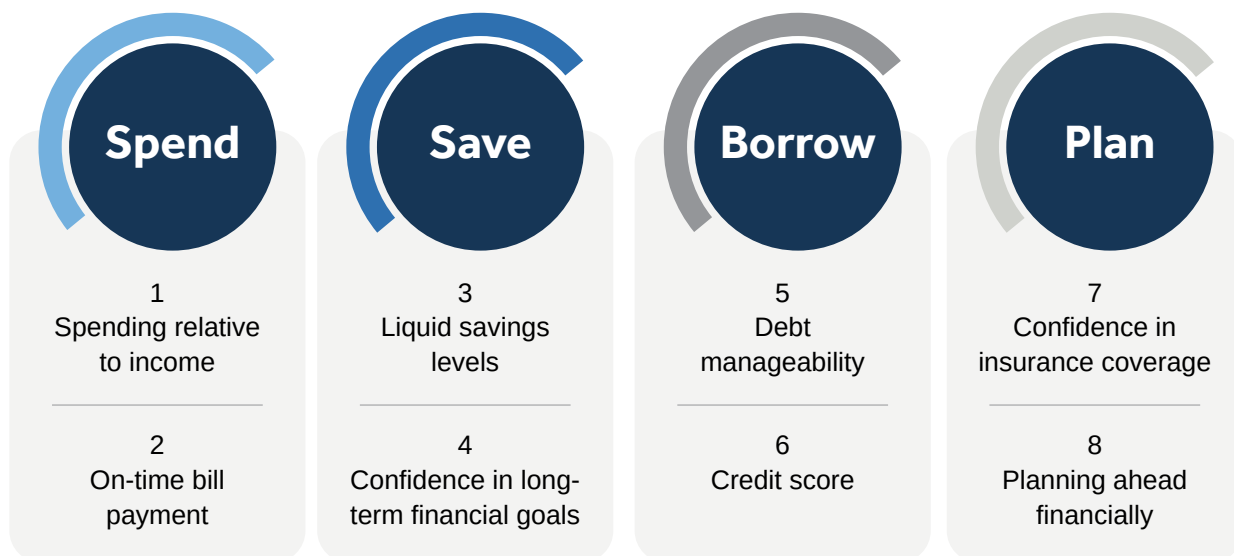 Spend
1
Spending relative
to income
2
On-time bill
payment
Save
3
Liquid savings
levels
4
Confidence in long-
term financial goals
Borrow
5
Debt
manageability
6
Credit score
Plan
7
Confidence in
insurance coverage
8
Planning ahead
financially